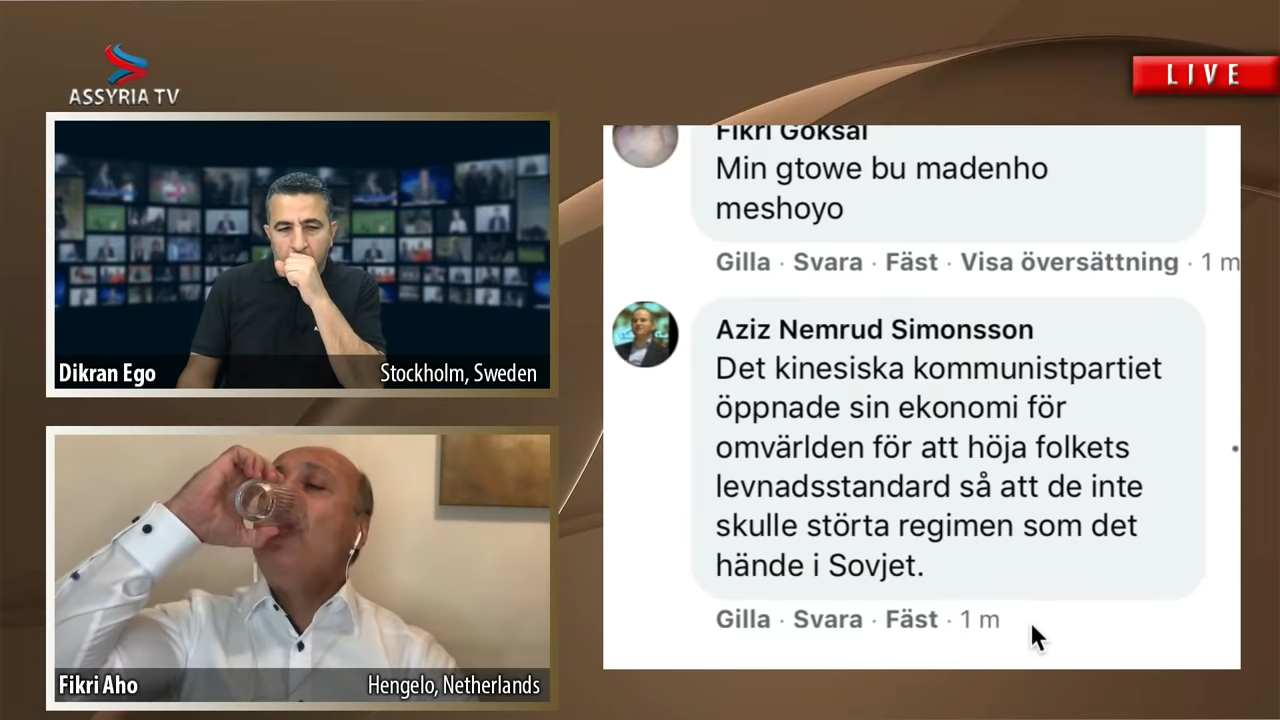 ASSYRIA TV
LIVE
Dikran Ego
Stockholm, Sweden
Fikri Aho
Hengelo, Netherlands
Fikri Goksal
Min gtowe bu madenho
meshoyo
Gilla · Svara · Fäst · Visa översättning · 1 m
Aziz Nemrud Simonsson
Det kinesiska kommunistpartiet
öppnade sin ekonomi för
omvärlden för att höja folkets
levnadsstandard så att de inte
skulle störta regimen som det
hände i Sovjet.
Gilla · Svara · Fäst · 1 m